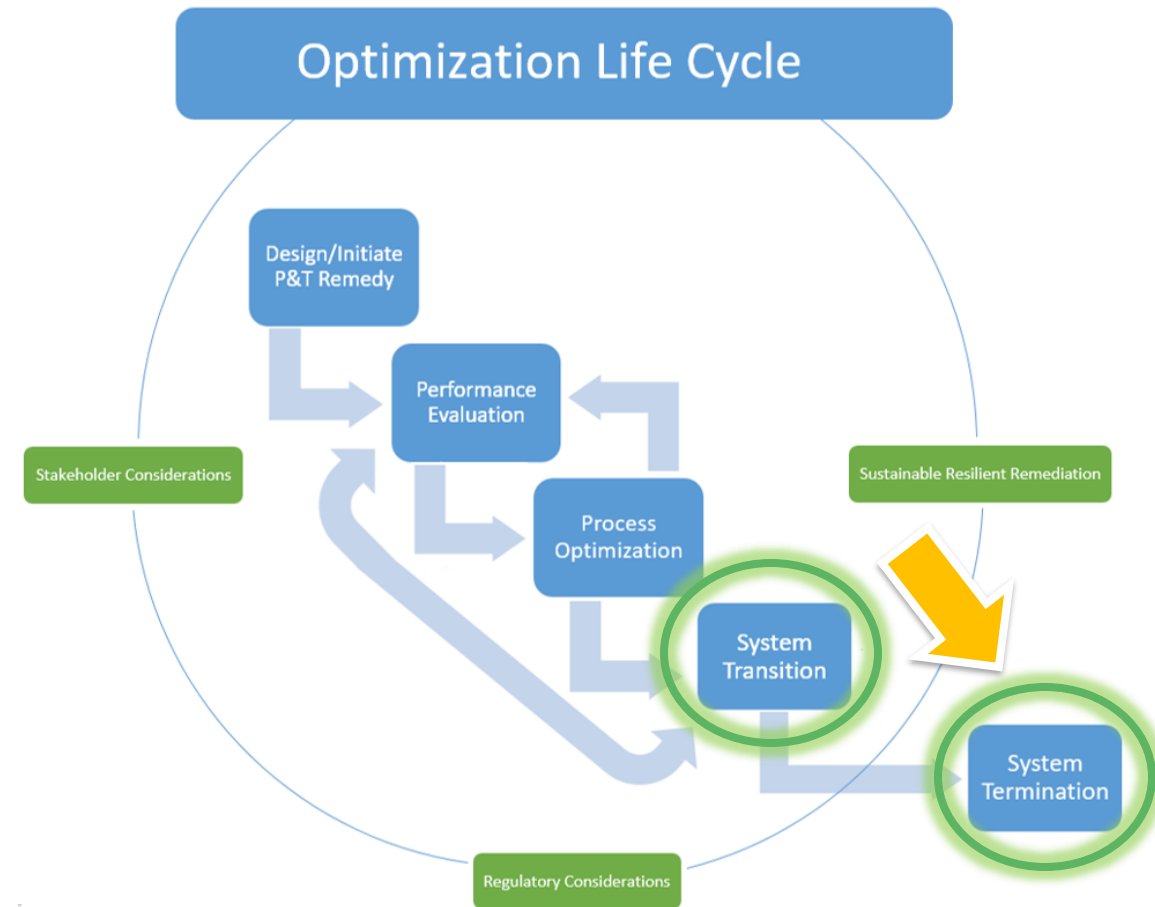 Optimization Life Cycle
Design/Initiate
P&T Remedy
Performance
Evaluation
Stakeholder Considerations
Sustainable Resilient Remediation
Process
Optimization
System
Transition
System
Termination
Regulatory Considerations